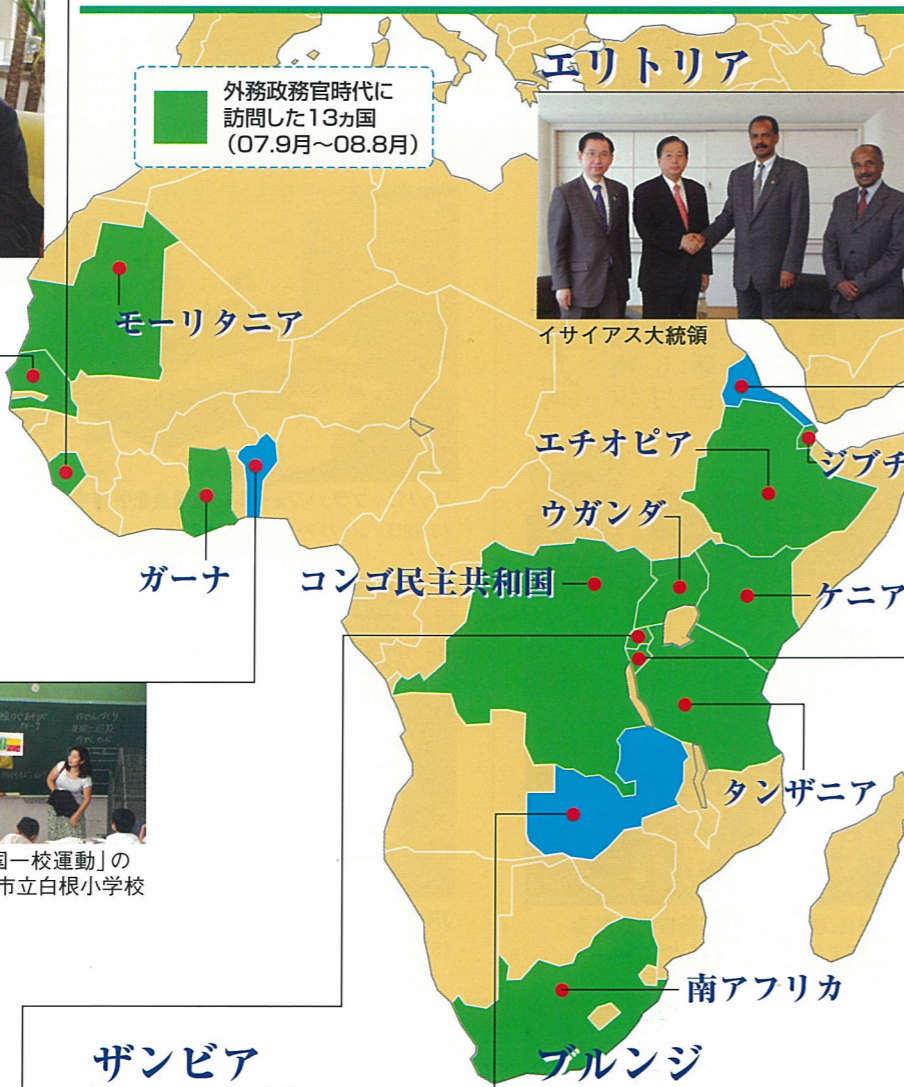 外務政務官時代に
訪問した13ヵ国
（07.9月～08.8月）
エリトリア
イサイアス大統領
モーリタニア
エチオピア
ジブチ
ウガンダ
ガーナ
コンゴ民主共和国
ケニア
タンザニア
国一校運動」の
市立白根小学校
南アフリカ
ザンビア
ブルンジ